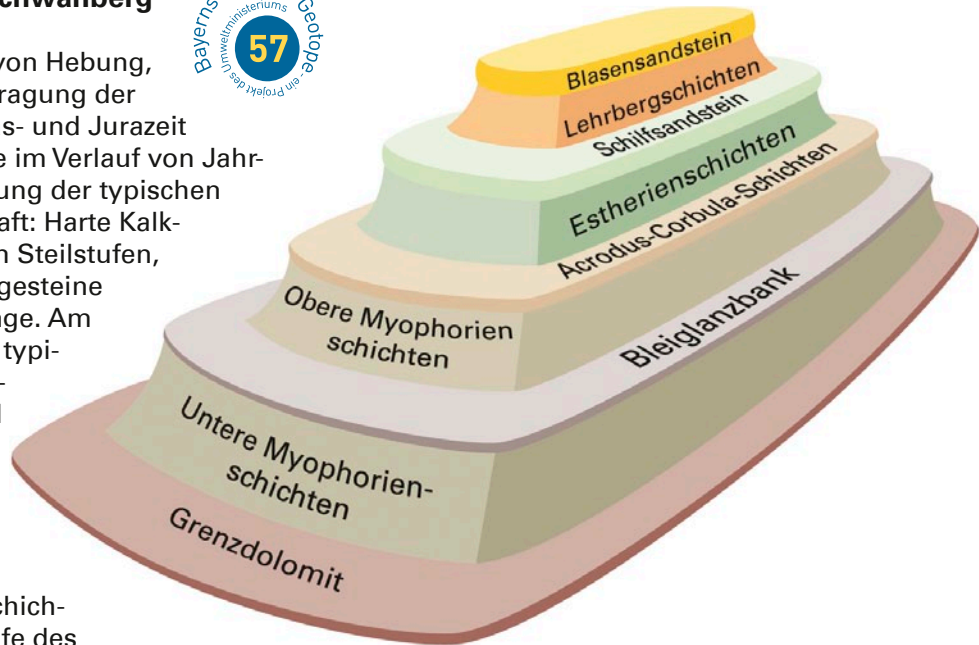 chwanberg
von Hebung,
ragung der
s- und Jurazeit
e im Verlauf von Jahr-
ung der typischen
aft: Harte Kalk-
n Steilstufen,
gesteine
nge. Am
typi-
chich-
fe des
Bayerns
Geotope - ein Projekt des Umweltministeriums
57
Blasensandstein
Lehrbergschichten
Schilfsandstein
Estherienschichten
Acrodus-Corbula-Schichten
Obere Myophorien
schichten
Bleiglanzbank
Untere Myophorien-
schichten
Grenzdolomit